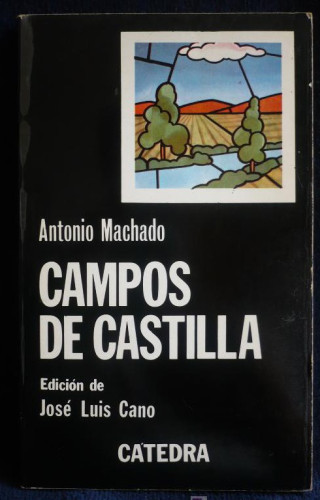 Antonio Machado
CAMPOS
DE CASTILLA
Edición de
José Luis Cano
CÁTEDRA